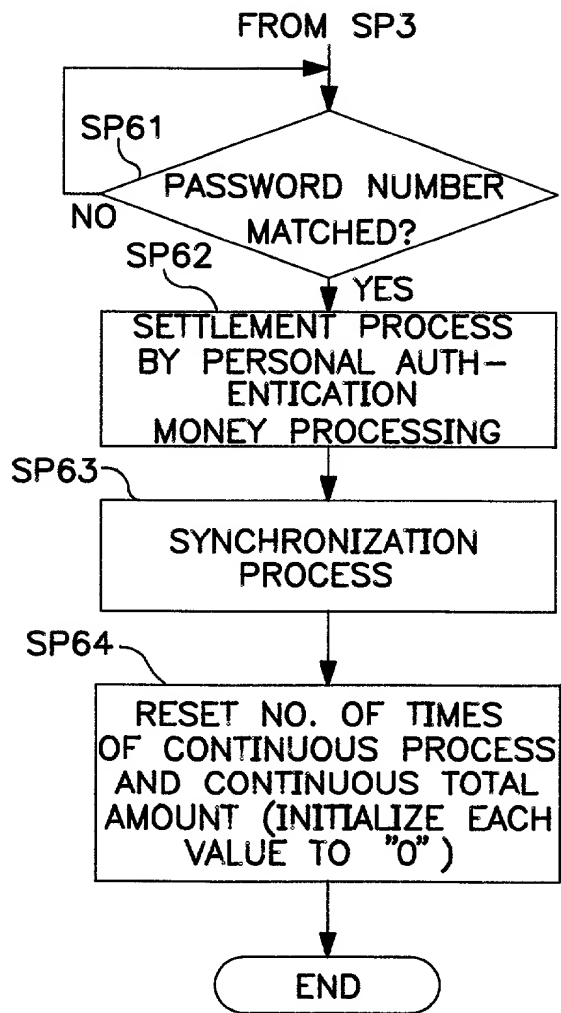 FROM SP3
SP61
PASSWORD NUMBER
MATCHED?
NO
SP62
YES
SETTLEMENT PROCESS
BY PERSONAL AUTH-
ENTICATION
MONEY PROCESSING
SP63
SYNCHRONIZATION
PROCESS
SP64
RESET NO. OF TIMES
OF CONTINUOUS PROCESS
AND CONTINUOUS TOTAL
AMOUNT (INITIALIZE EACH
VALUE TO "0")
END